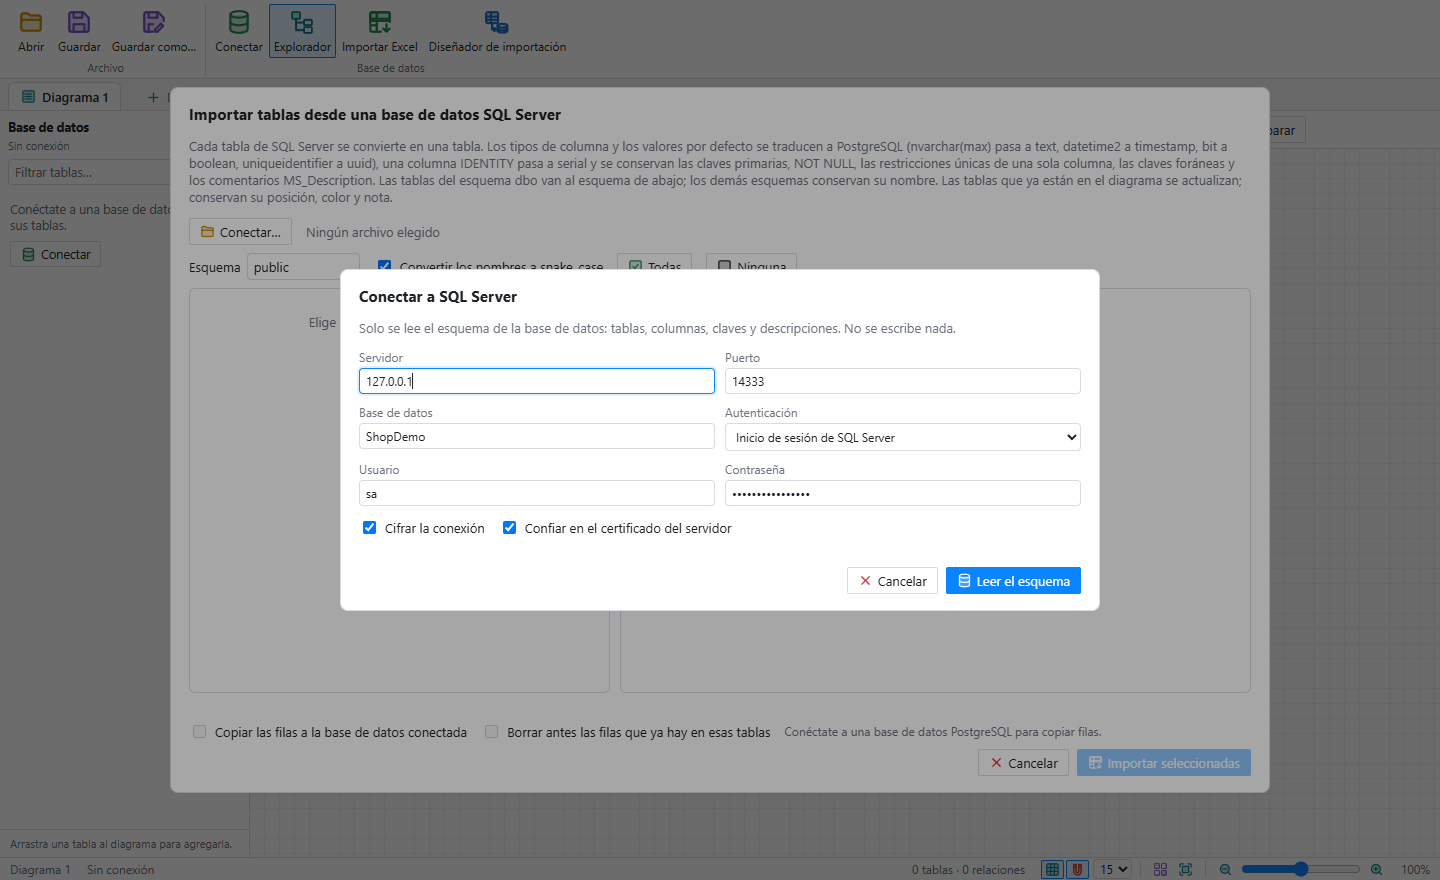 Abrir
Guardar
Guardar como...
Conectar
Explorador
Importar Excel
Diseñador de importación
Archivo
Base de datos
Diagrama 1
Base de datos
Sin conexión
Filtrar tablas...
Conéctate a una base de dato
sus tablas.
Conectar
Importar tablas desde una base de datos SQL Server
Cada tabla de SQL Server se convierte en una tabla. Los tipos de columna y los valores por defecto se traducen a PostgreSQL (nvarchar(max) pasa a text, datetime2 a timestamp, bit a
boolean, uniqueidentifier a uuid), una columna IDENTITY pasa a serial y se conservan las claves primarias, NOT NULL, las restricciones únicas de una sola columna, las claves foráneas y
los comentarios MS_Description. Las tablas del esquema dbo van al esquema de abajo; los demás esquemas conservan su nombre. Las tablas que ya están en el diagrama se actualizan;
conservan su posición, color y nota.
Conectar...
Ningún archivo elegido
Esquema
public
Convertir los nombres a snake_case
Todas
Ninguna
Elige
Conectar a SQL Server
Solo se lee el esquema de la base de datos: tablas, columnas, claves y descripciones. No se escribe nada.
Servidor
Puerto
127.0.0.1
14333
Base de datos
Autenticación
ShopDemo
Inicio de sesión de SQL Server
Usuario
Contraseña
sa
••••••••••••••••
Cifrar la conexión
Confiar en el certificado del servidor
Cancelar
Leer el esquema
Copiar las filas a la base de datos conectada
Borrar antes las filas que ya hay en esas tablas
Conéctate a una base de datos PostgreSQL para copiar filas.
Cancelar
Importar seleccionadas
Arrastra una tabla al diagrama para agregarla.
Diagrama 1
Sin conexión
0 tablas · 0 relaciones
15
100%